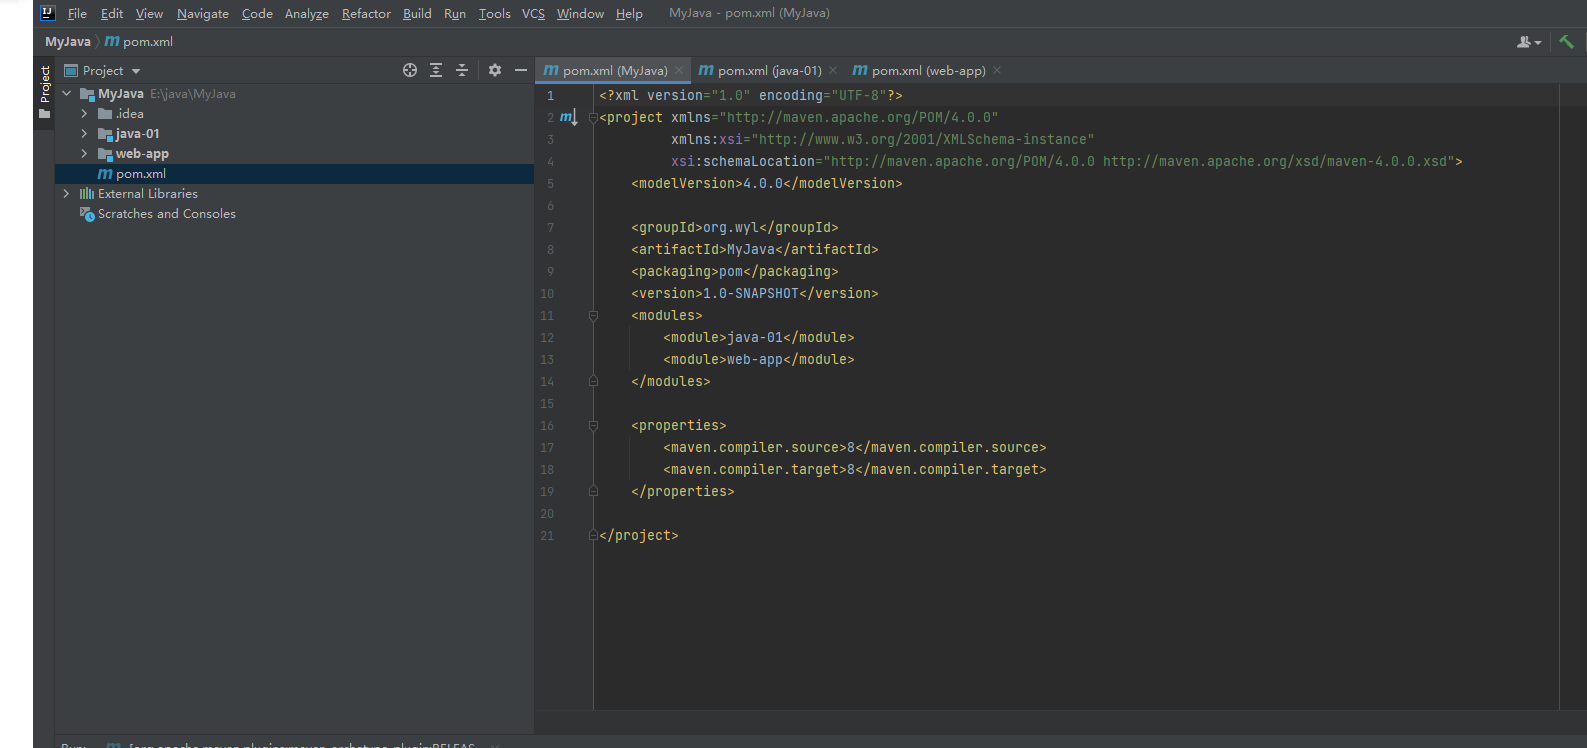 File Edit View Navigate Code Analyze Refactor Build Run Tools VCS Window Help MyJava - pom.xml (MyJava)
MyJava pom.xml
Project
Project
MyJava E:\java\MyJava
.idea
java-01
web-app
pom.xml
External Libraries
Scratches and Consoles
pom.xml (MyJava) pom.xml (java-01) pom.xml (web-app)
1 <?xml version="1.0" encoding="UTF-8"?>
2 <project xmlns="http://maven.apache.org/POM/4.0.0"
3 xmlns:xsi="http://www.w3.org/2001/XMLSchema-instance"
4 xsi:schemaLocation="http://maven.apache.org/POM/4.0.0 http://maven.apache.org/xsd/maven-4.0.0.xsd">
5 <modelVersion>4.0.0</modelVersion>
6
7 <groupId>org.wyl</groupId>
8 <artifactId>MyJava</artifactId>
9 <packaging>pom</packaging>
10 <version>1.0-SNAPSHOT</version>
11 <modules>
12 <module>java-01</module>
13 <module>web-app</module>
14 </modules>
15
16 <properties>
17 <maven.compiler.source>8</maven.compiler.source>
18 <maven.compiler.target>8</maven.compiler.target>
19 </properties>
20
21 </project>
Run: [org.apache.maven.plugins:maven-archetype-plugin:RELEAS...